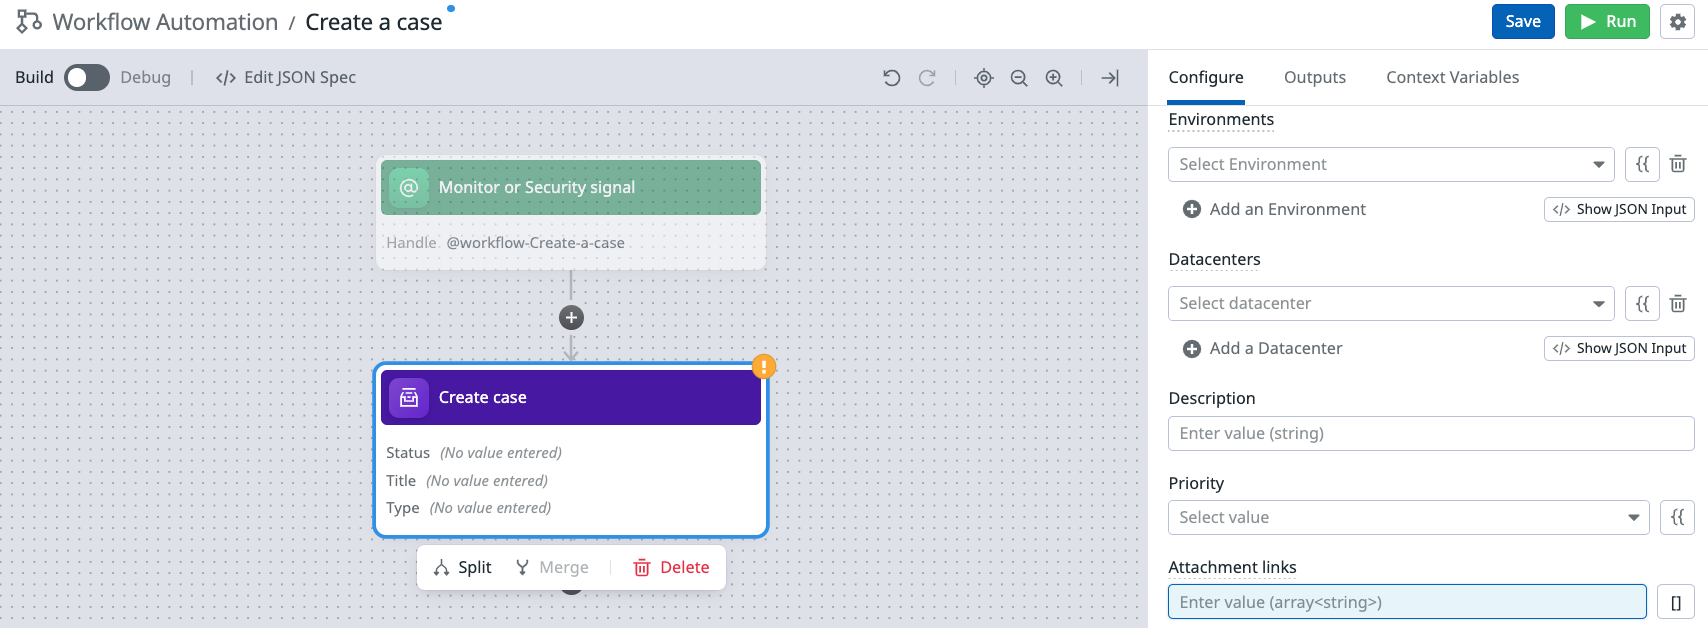 Workflow Automation / Create a case
Save
Run
Build
Debug
</> Edit JSON Spec
Configure
Outputs
Context Variables
Monitor or Security signal
Handle @workflow-Create-a-case
Create case
Status (No value entered)
Title (No value entered)
Type (No value entered)
Split
Merge
Delete
Environments
Select Environment
{{
Add an Environment
</> Show JSON Input
Datacenters
Select datacenter
{{
Add a Datacenter
</> Show JSON Input
Description
Enter value (string)
Priority
Select value
{{
Attachment links
Enter value (array<string>)
[]